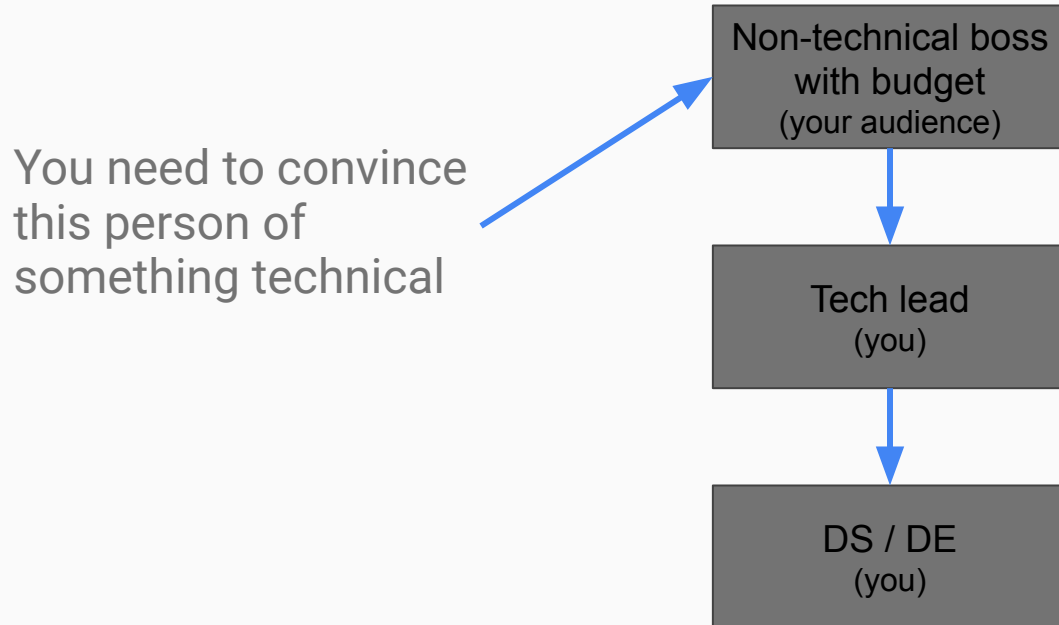 Non-technical boss
with budget
(your audience)
You need to convince
this person of
something technical
Tech lead
(you)
DS / DE
(you)